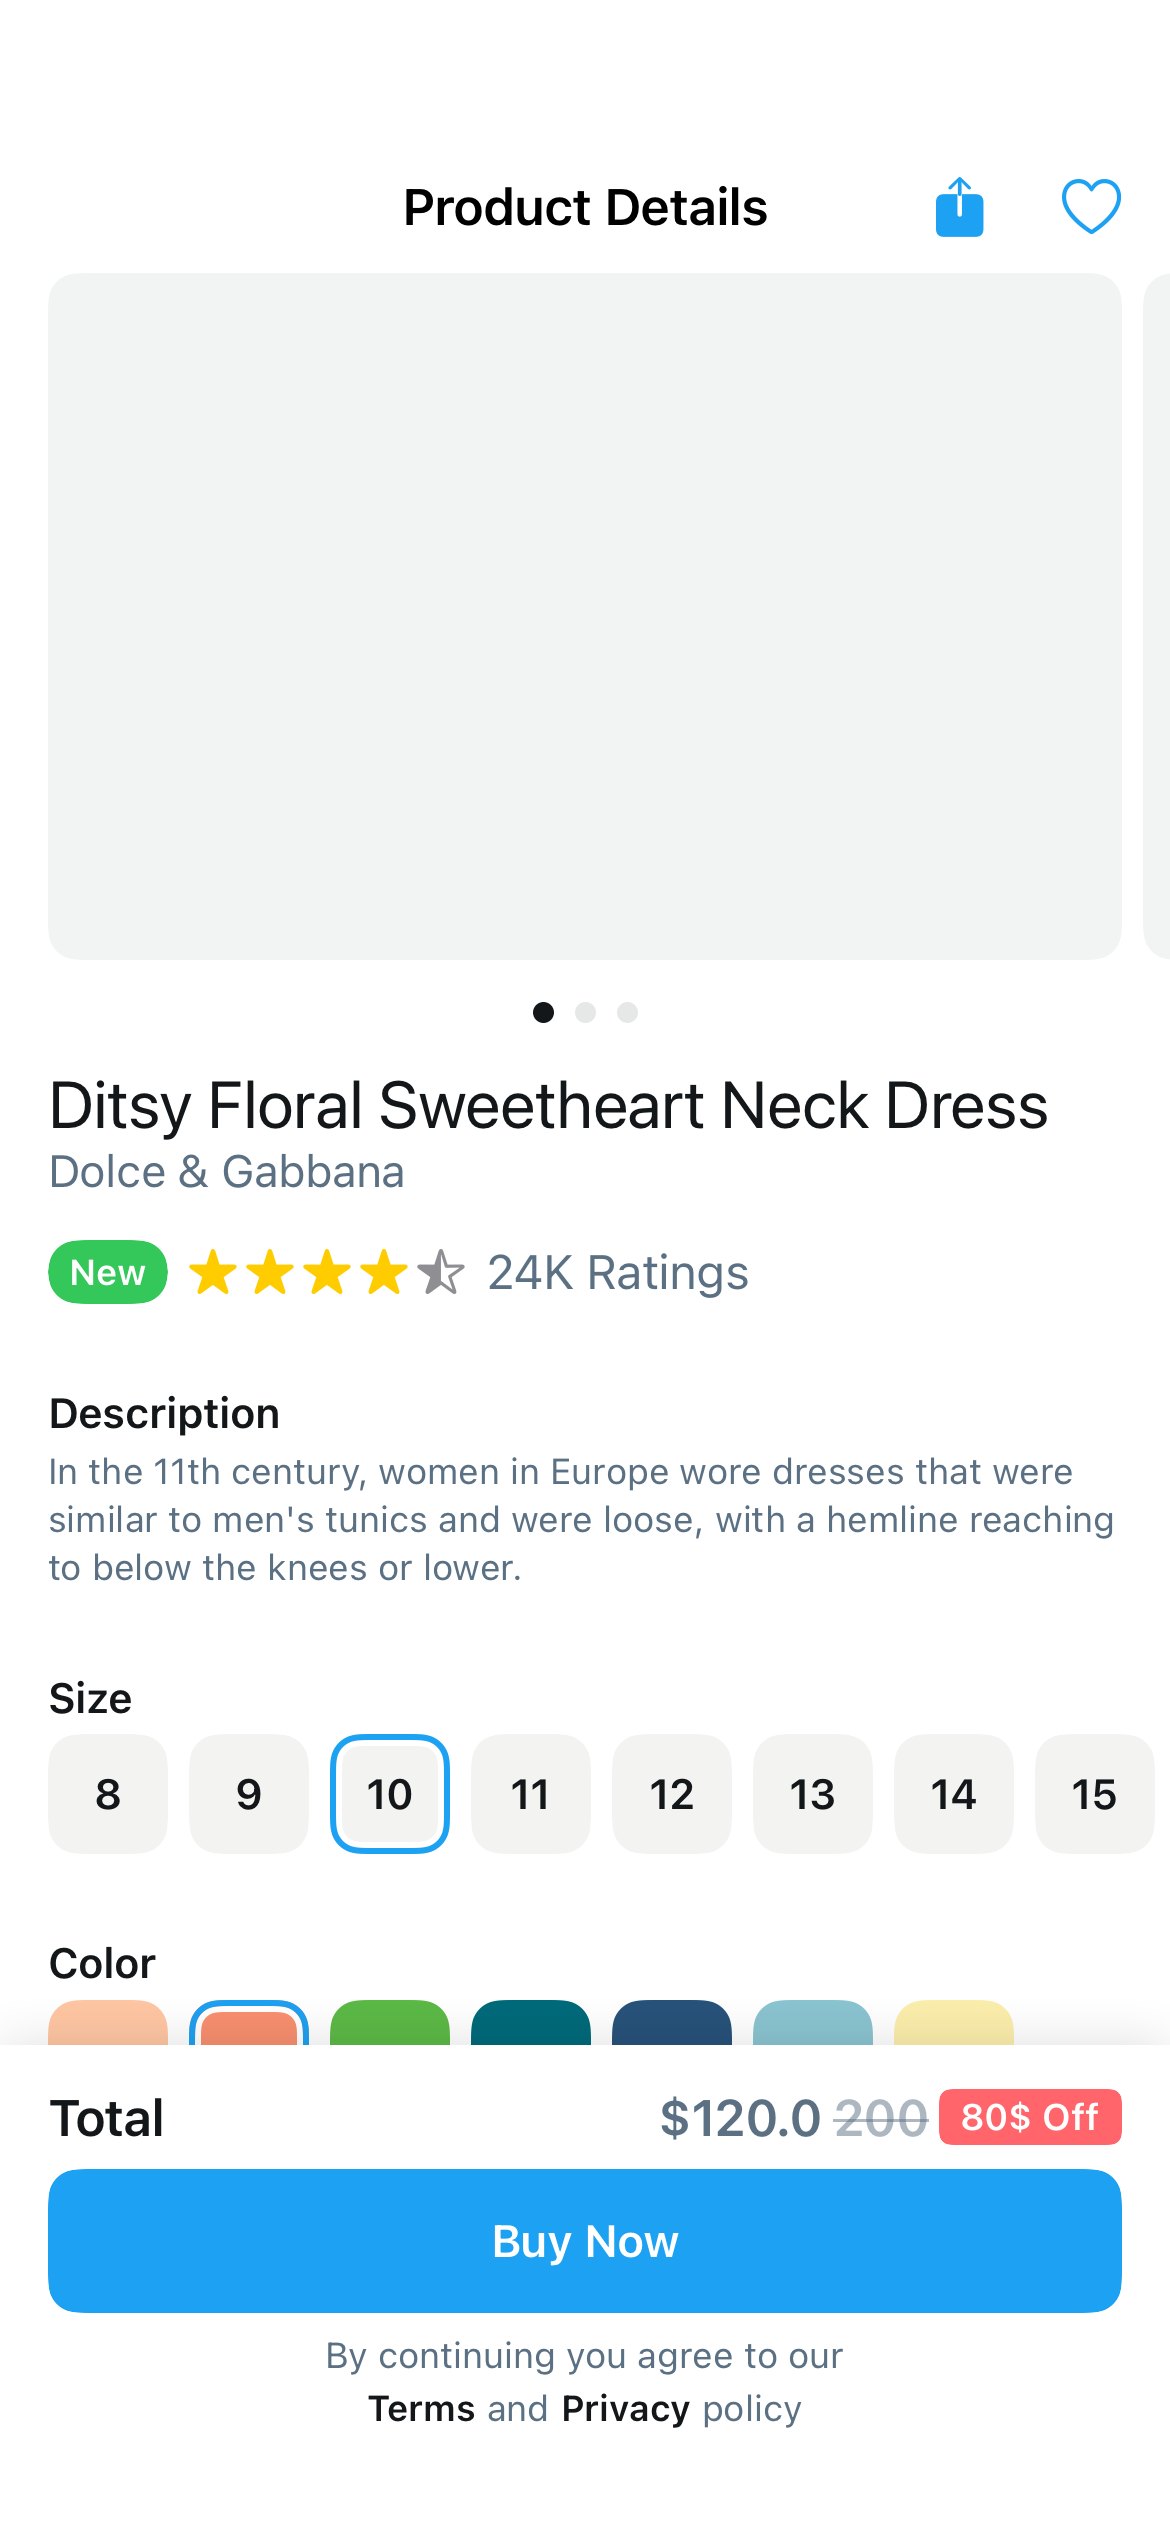 Product Details
Ditsy Floral Sweetheart Neck Dress
Dolce & Gabbana
New 24K Ratings
Description
In the 11th century, women in Europe wore dresses that were
similar to men's tunics and were loose, with a hemline reaching
to below the knees or lower.
Size
8 9 10 11 12 13 14 15
Color
Total $120.0 200 80$ Off
Buy Now
By continuing you agree to our
Terms and Privacy policy